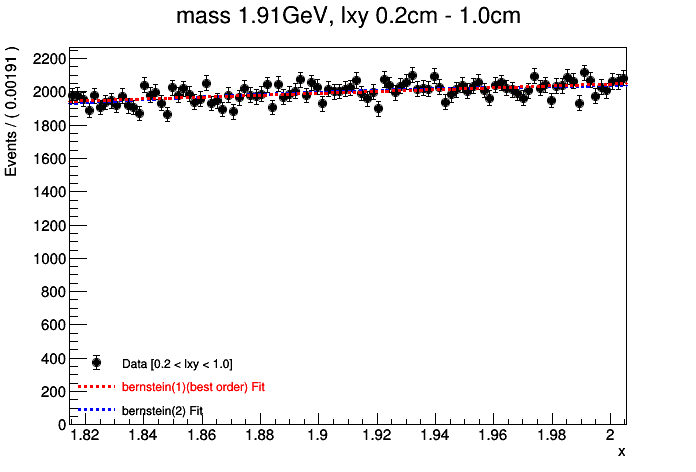 mass 1.91GeV, lxy 0.2cm - 1.0cm
Events / ( 0.00191 )
2200
2000
1800
1600
1400
1200
1000
800
600
400
200
0
Data [0.2 < lxy < 1.0]
bernstein(1)(best order) Fit
bernstein(2) Fit
1.82 1.84 1.86 1.88 1.9 1.92 1.94 1.96 1.98 2
x